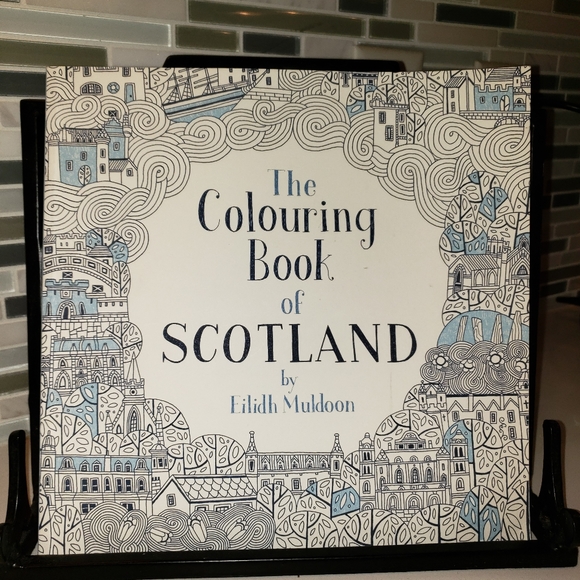 The
Colouring
Book
of
SCOTLAND
by
Eilidh Muldoon